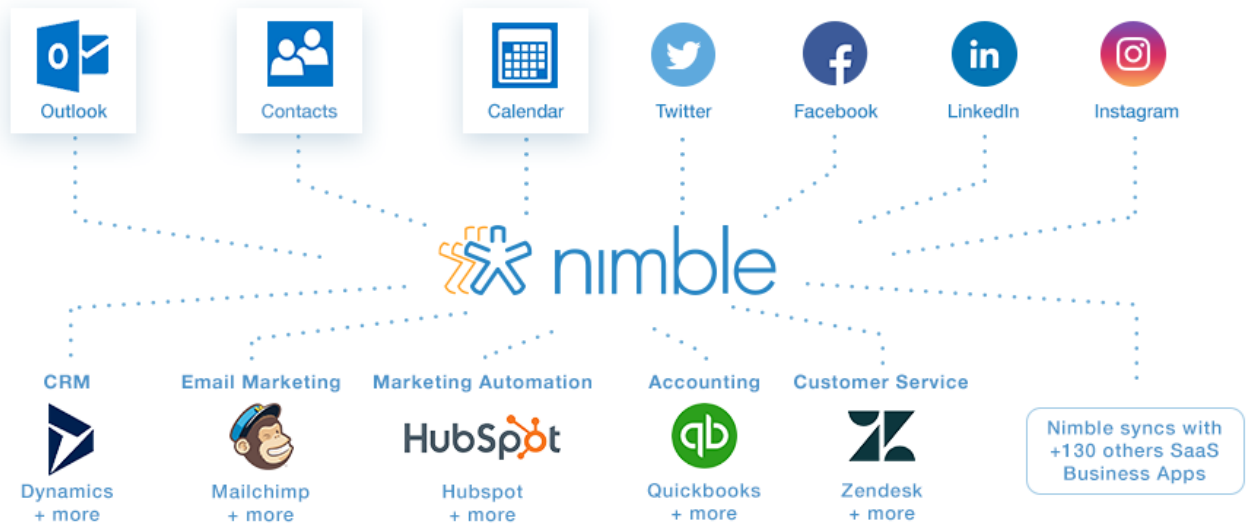 Outlook
Contacts
Calendar
Twitter
Facebook
LinkedIn
Instagram
nimble
CRM
Email Marketing
Marketing Automation
Accounting
Customer Service
HubSpot
qb
Nimble syncs with
+130 others SaaS
Business Apps
Dynamics
+ more
Mailchimp
+ more
Hubspot
+ more
Quickbooks
+ more
Zendesk
+ more